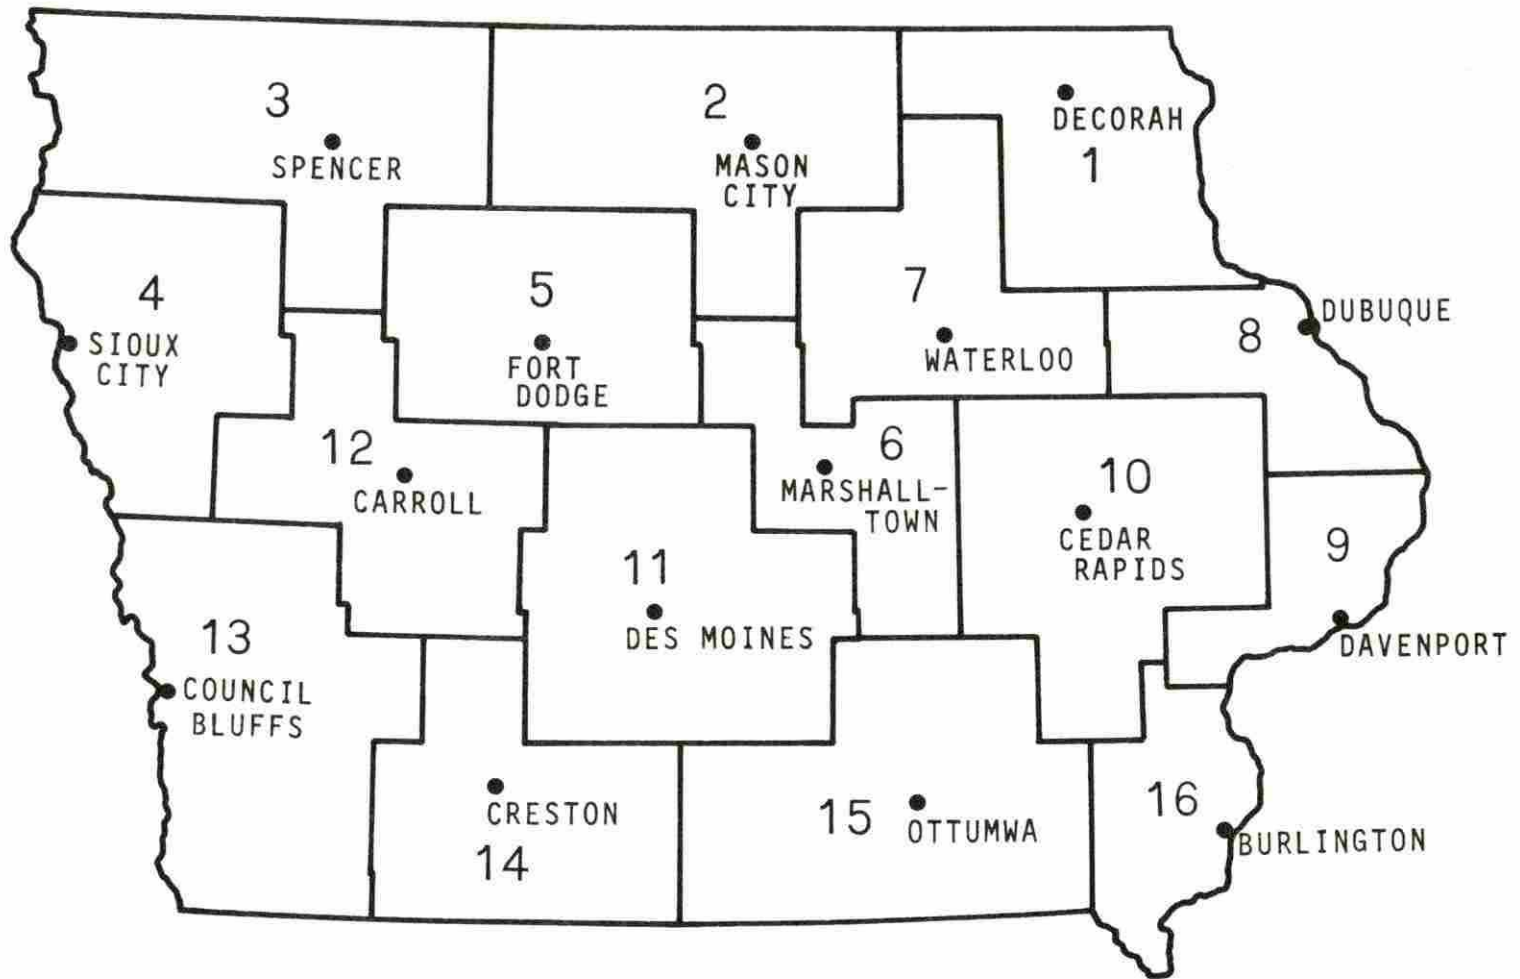 3
SPENCER
2
MASON
CITY
DECORAH
1
4
SIOUX
CITY
5
FORT
DODGE
7
WATERLOO
8
DUBUQUE
12
CARROLL
6
MARSHALL-
TOWN
10
CEDAR
RAPIDS
9
DAVENPORT
11
DES MOINES
13
COUNCIL
BLUFFS
CRESTON
14
15
OTTUMWA
16
BURLINGTON